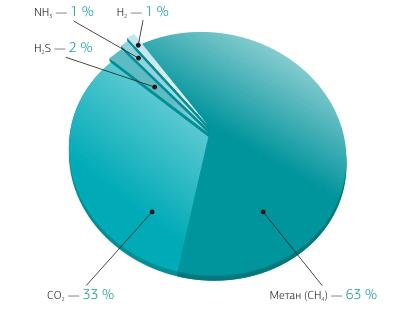 NH₃ — 1 %
H₂ — 1 %
H₂S — 2 %
CO₂ — 33 %
Метан (CH₄) — 63 %